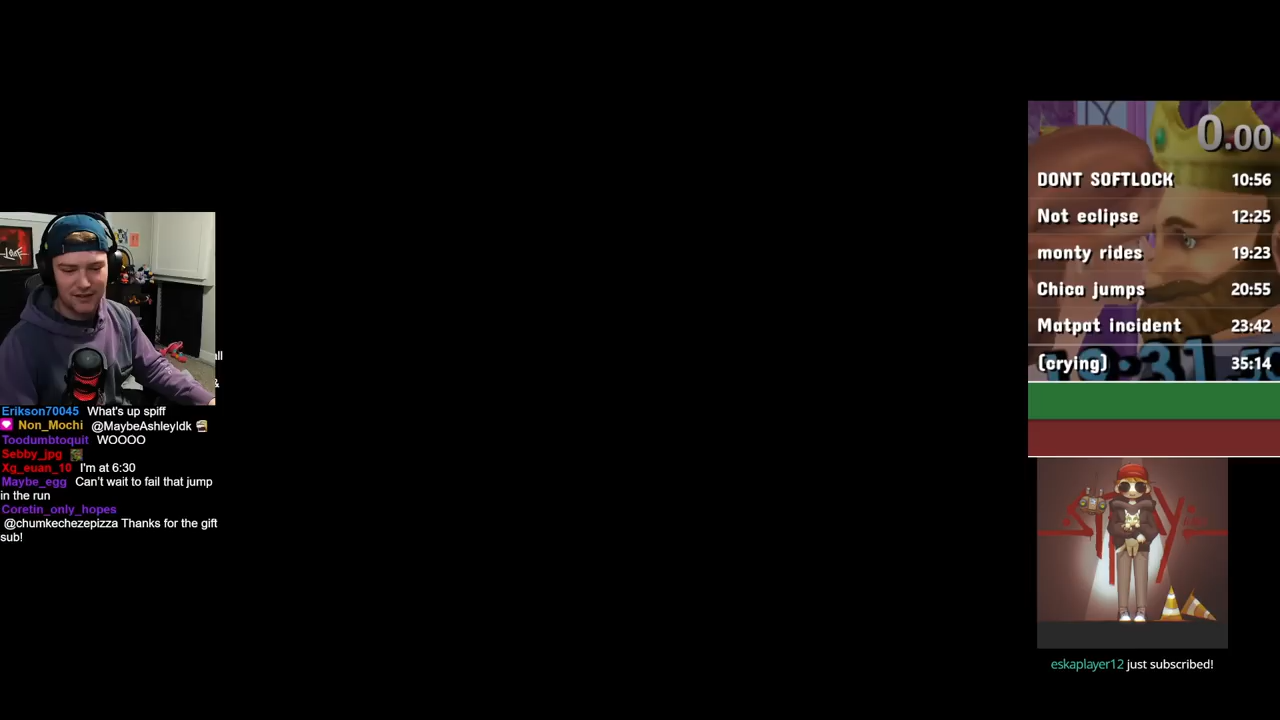 0.00
DONT SOFTLOCK 10:56
Not eclipse 12:25
monty rides 19:23
Chica jumps 20:55
Matpat incident 23:42
(crying) 35:14
Erikson70045 What's up spiff
Non_Mochi @MaybeAshleyIdk
Toodumbtoquit WOOOO
Sebby_jpg
Xg_euan_10 I'm at 6:30
Maybe_egg Can't wait to fail that jump
in the run
Coretin_only_hopes
@chumkechezepizza Thanks for the gift
sub!
eskaplayer12 just subscribed!